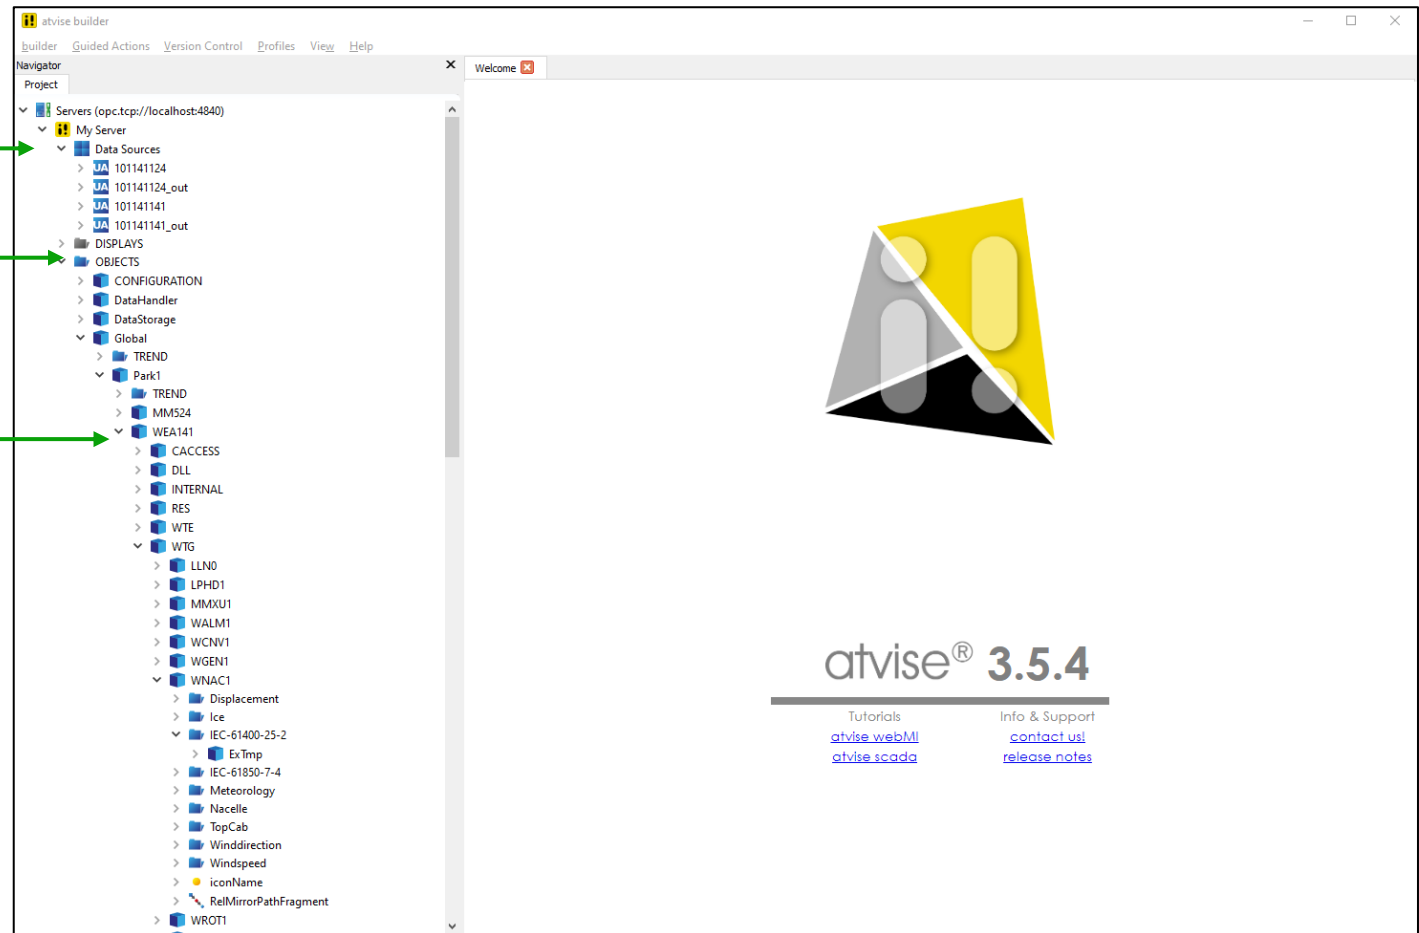 atvise builder
builder Guided Actions Version Control Profiles View Help
Navigator
Project
Welcome
Servers (opc.tcp://localhost:4840)
My Server
Data Sources
UA 101141124
UA 101141124_out
UA 101141141
UA 101141141_out
DISPLAYS
OBJECTS
CONFIGURATION
DataHandler
DataStorage
Global
TREND
Park1
TREND
MM524
WEA141
CACCESS
DLL
INTERNAL
RES
WTE
WTG
LLN0
LPHD1
MMXU1
WALM1
WCNV1
WGEN1
WNAC1
Displacement
Ice
IEC-61400-25-2
ExTmp
IEC-61850-7-4
Meteorology
Nacelle
TopCab
Winddirection
Windspeed
iconName
RelMirrorPathFragment
WROT1
atvise® 3.5.4
Tutorials Info & Support
atvise webMI contact us!
atvise scada release notes